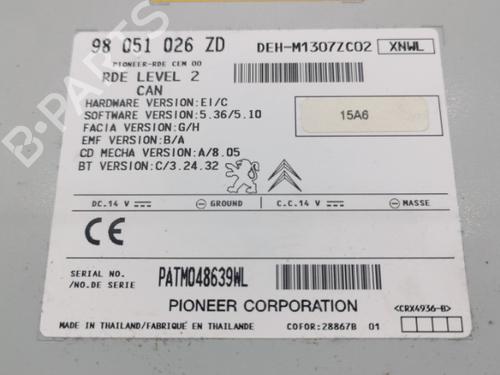 98 051 026 ZD DEH-M1307ZC02 XNWL
PIONEER-RDE CEM 00
RDE LEVEL 2
CAN
HARDWARE VERSION:EI/C
SOFTWARE VERSION:5.36/5.10 15A6
FACIA VERSION:G/H
EMF VERSION:B/A
CD MECHA VERSION:A/8.05
BT VERSION:C/3.24.32
DC.14 V GROUND C.C.14 V MASSE
CE
SERIAL NO.
/NO.DE SERIE PATM048639WL
PIONEER CORPORATION <CRX4936-B>
MADE IN THAILAND/FABRIQUÉ EN THAILANDE COFOR:28867B 01
B-PARTS